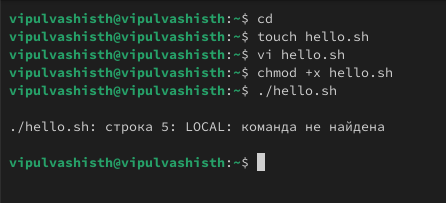 vipulvashisth@vipulvashisth:~$ cd
vipulvashisth@vipulvashisth:~$ touch hello.sh
vipulvashisth@vipulvashisth:~$ vi hello.sh
vipulvashisth@vipulvashisth:~$ chmod +x hello.sh
vipulvashisth@vipulvashisth:~$ ./hello.sh
./hello.sh: строка 5: LOCAL: команда не найдена
vipulvashisth@vipulvashisth:~$